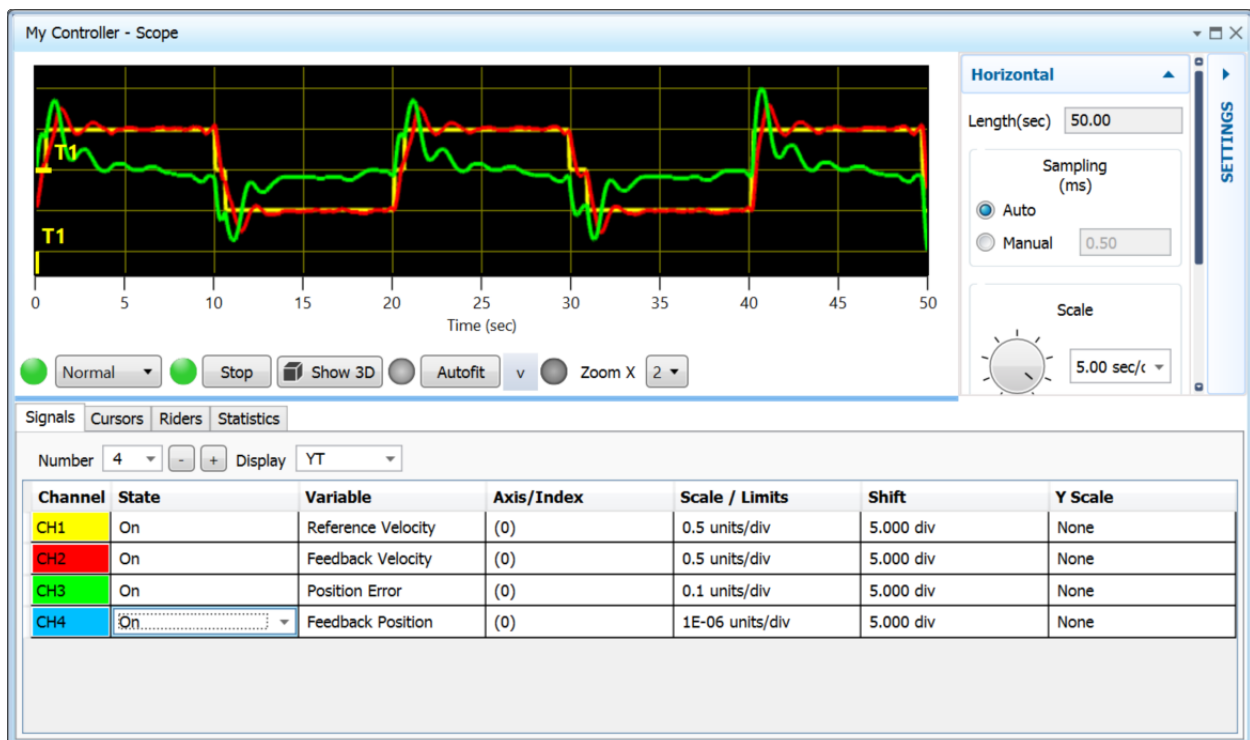 My Controller - Scope
T1
T1
0 5 10 15 20 25 30 35 40 45 50
Time (sec)
Horizontal
Length(sec) 50.00
Sampling
(ms)
Auto
Manual 0.50
Scale
5.00 sec/
SETTINGS
Normal Stop Show 3D Autofit v Zoom X 2
Signals Cursors Riders Statistics
Number 4 - + Display YT
Channel State Variable Axis/Index Scale / Limits Shift Y Scale
CH1 On Reference Velocity (0) 0.5 units/div 5.000 div None
CH2 On Feedback Velocity (0) 0.5 units/div 5.000 div None
CH3 On Position Error (0) 0.1 units/div 5.000 div None
CH4 On Feedback Position (0) 1E-06 units/div 5.000 div None